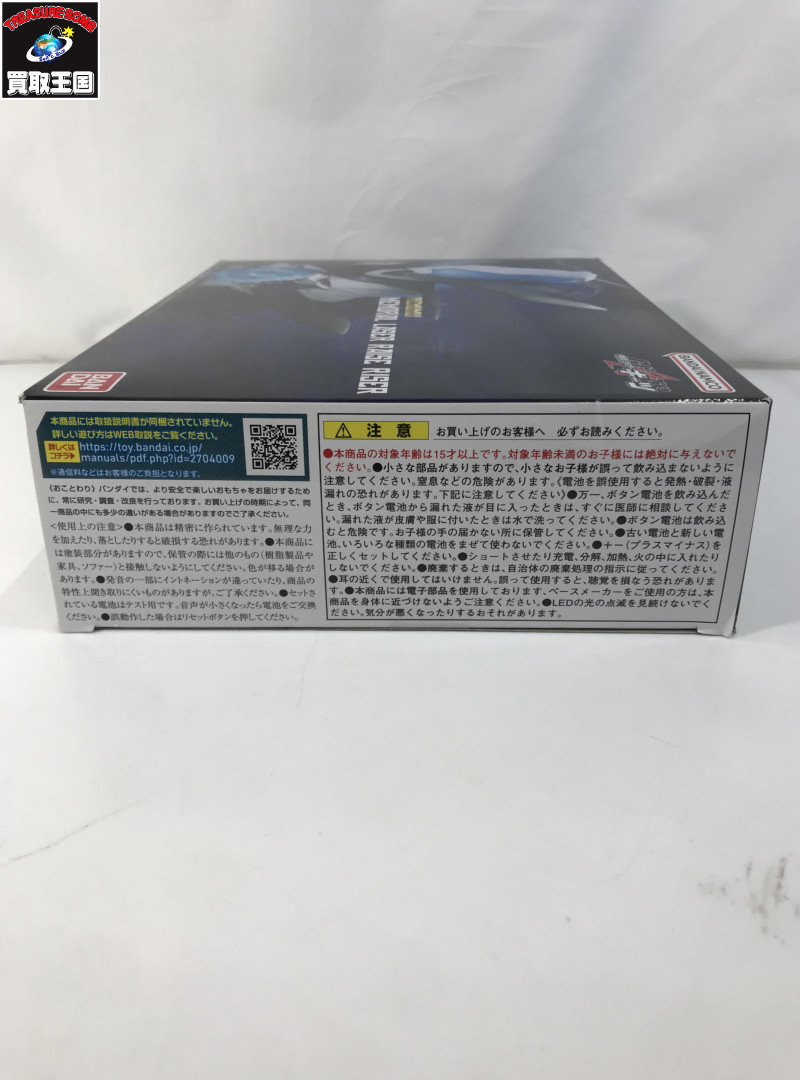 TREASURE BOMB
Sell & Buy
買取王国
MEMORIAL LASER RAISE RISER
BAN
DAI
BANDAI NAMCO
本商品には取扱説明書が同梱されていません。
詳しい遊び方はWEB取説をご覧ください。
詳しくは
コチラ▶
https://toy.bandai.co.jp/
manuals/pdf.php?id=2704009
※通信料などはお客様のご負担となります。
《おことわり》バンダイでは、より安全で楽しいおもちゃをお届けするため
に、常に研究・調査・改良を行っております。お買い上げの時期によって、同
一商品の中にも多少の違いがある場合がありますのでご了承ください。
<使用上の注意>●本商品は精密に作られています。無理な力
を加えたり、落としたりすると破損する恐れがあります。●本商品に
は塗装部分がありますので、保管の際には他のもの(樹脂製品や
家具、ソファー)と接触しないようにしてください。色が移る場合が
あります。●発音の一部にイントネーションが違っていたり、商品の
特性上聞き取りにくいものがありますが、ご了承ください。●セットさ
れている電池はテスト用です。音声が小さくなったら電池をご交換
ください。●誤動作した場合はリセットボタンを押してください。
注意
お買い上げのお客様へ 必ずお読みください。
●本商品の対象年齢は15才以上です。対象年齢未満のお子様には絶対に与えないで
ください。●小さな部品がありますので、小さなお子様が誤って飲み込まないように
注意してください。窒息などの危険があります。《電池を誤使用すると発熱・破裂・液
漏れの恐れがあります。下記に注意してください》●万一、ボタン電池を飲み込んだ
とき、ボタン電池から漏れた液が目に入ったときは、すぐに医師に相談してくださ
い。漏れた液が皮膚や服に付いたときは水で洗ってください。●ボタン電池は飲み込
むと危険です。お子様の手の届かない所に保管してください。●古い電池と新しい電
池、いろいろな種類の電池をまぜて使わないでください。●+-(プラスマイナス)を
正しくセットしてください。●ショートさせたり充電、分解、加熱、火の中に入れたり
しないでください。●廃棄するときは、自治体の廃棄処理の指示に従ってください。
●耳の近くで使用してはいけません。誤って使用すると、聴覚を損なう恐れがありま
す。●本商品には電子部品を使用しております、ペースメーカーをご使用の方は、本
商品を身体に近づけないようご注意ください。●LEDの光の点滅を見続けないでく
ださい。気分が悪くなったりするおそれがあります。